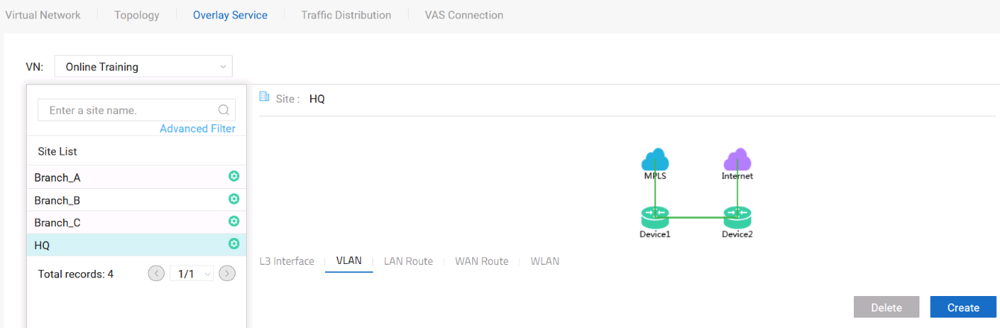 Virtual Network Topology Overlay Service Traffic Distribution VAS Connection
VN: Online Training
Enter a site name.
Advanced Filter
Site List
Branch_A
Branch_B
Branch_C
HQ
Total records: 4 1/1
Site : HQ
MPLS Internet
Device1 Device2
L3 Interface VLAN LAN Route WAN Route WLAN
Delete Create